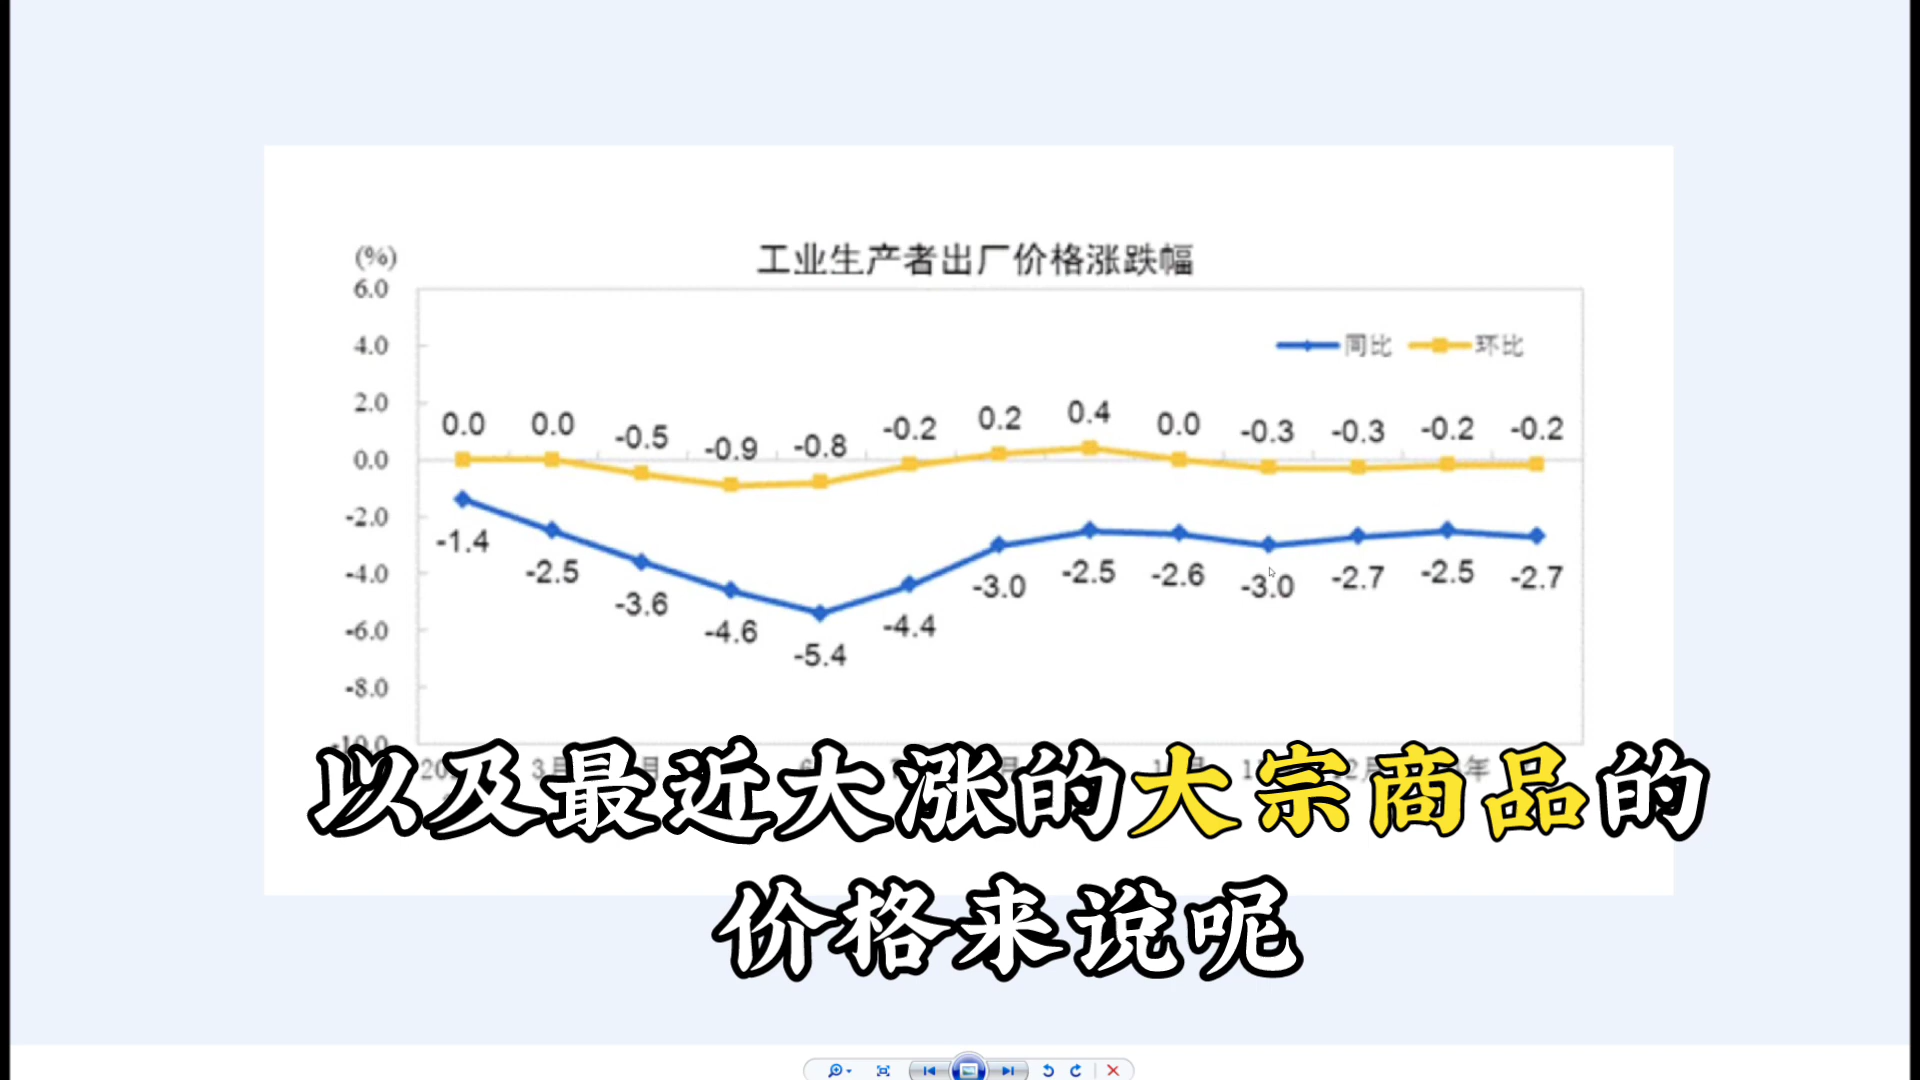 工业生产者出厂价格涨跌幅
(%)
6.0
4.0
2.0
0.0
-2.0
-4.0
-6.0
-8.0
-10.0
同比 环比
0.0 0.0 -0.5 -0.9 -0.8 -0.2 0.2 0.4 0.0 -0.3 -0.3 -0.2 -0.2
-1.4 -2.5 -3.6 -4.6 -5.4 -4.4 -3.0 -2.5 -2.6 -3.0 -2.7 -2.5 -2.7
以及最近大涨的大宗商品的
价格来说呢